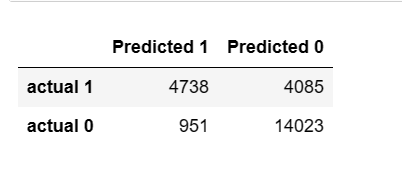 Predicted 1 Predicted 0
actual 1 4738 4085
actual 0 951 14023